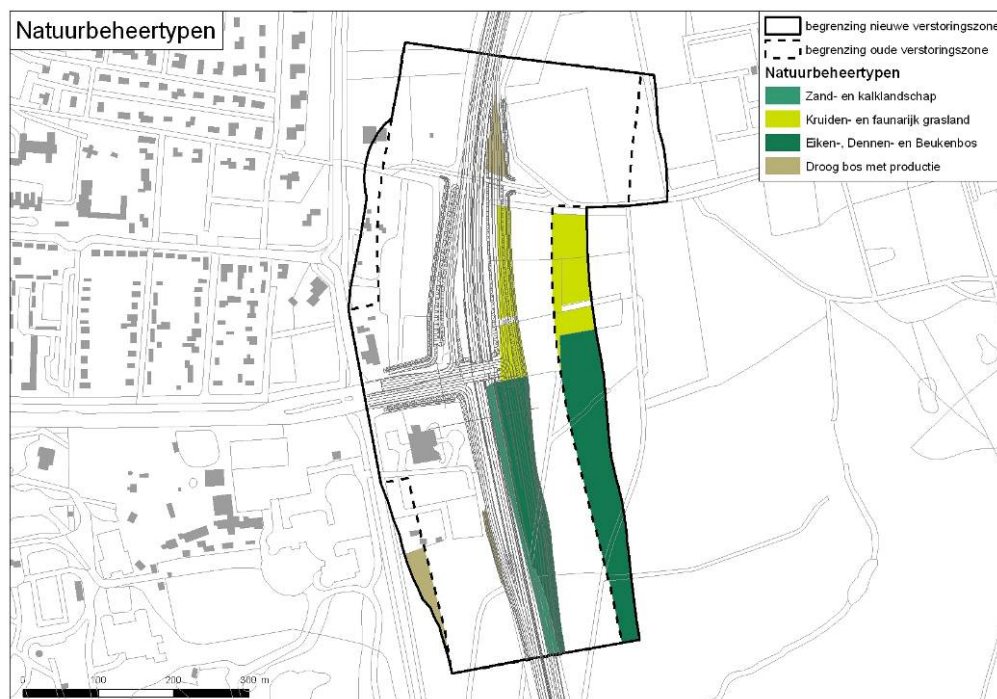 Natuurbeheertypen
begrenzing nieuwe verstoringszone
begrenzing oude verstoringszone
Natuurbeheertypen
Zand- en kalklandschap
Kruiden- en faunarijk grasland
Eiken-, Dennen- en Beukenbos
Droog bos met productie
0 100 200 300 m